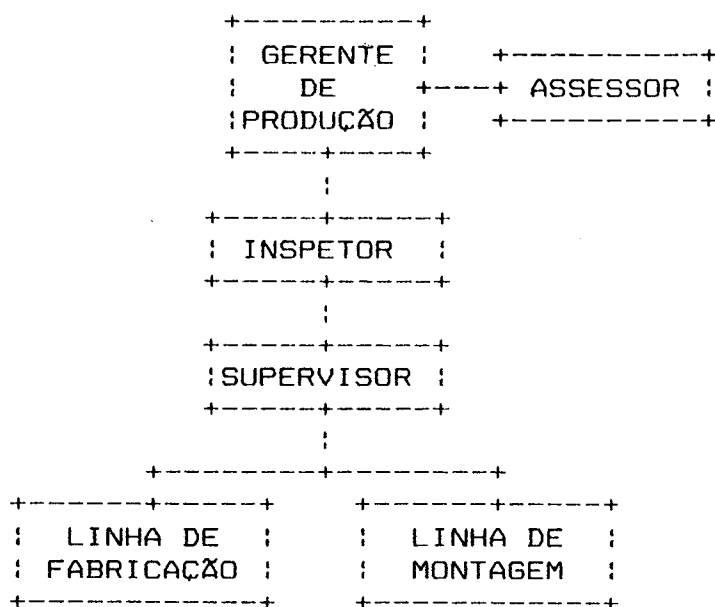 GERENTE
DE
PRODUÇÃO
ASSESSOR
INSPETOR
SUPERVISOR
LINHA DE
FABRICAÇÃO
LINHA DE
MONTAGEM